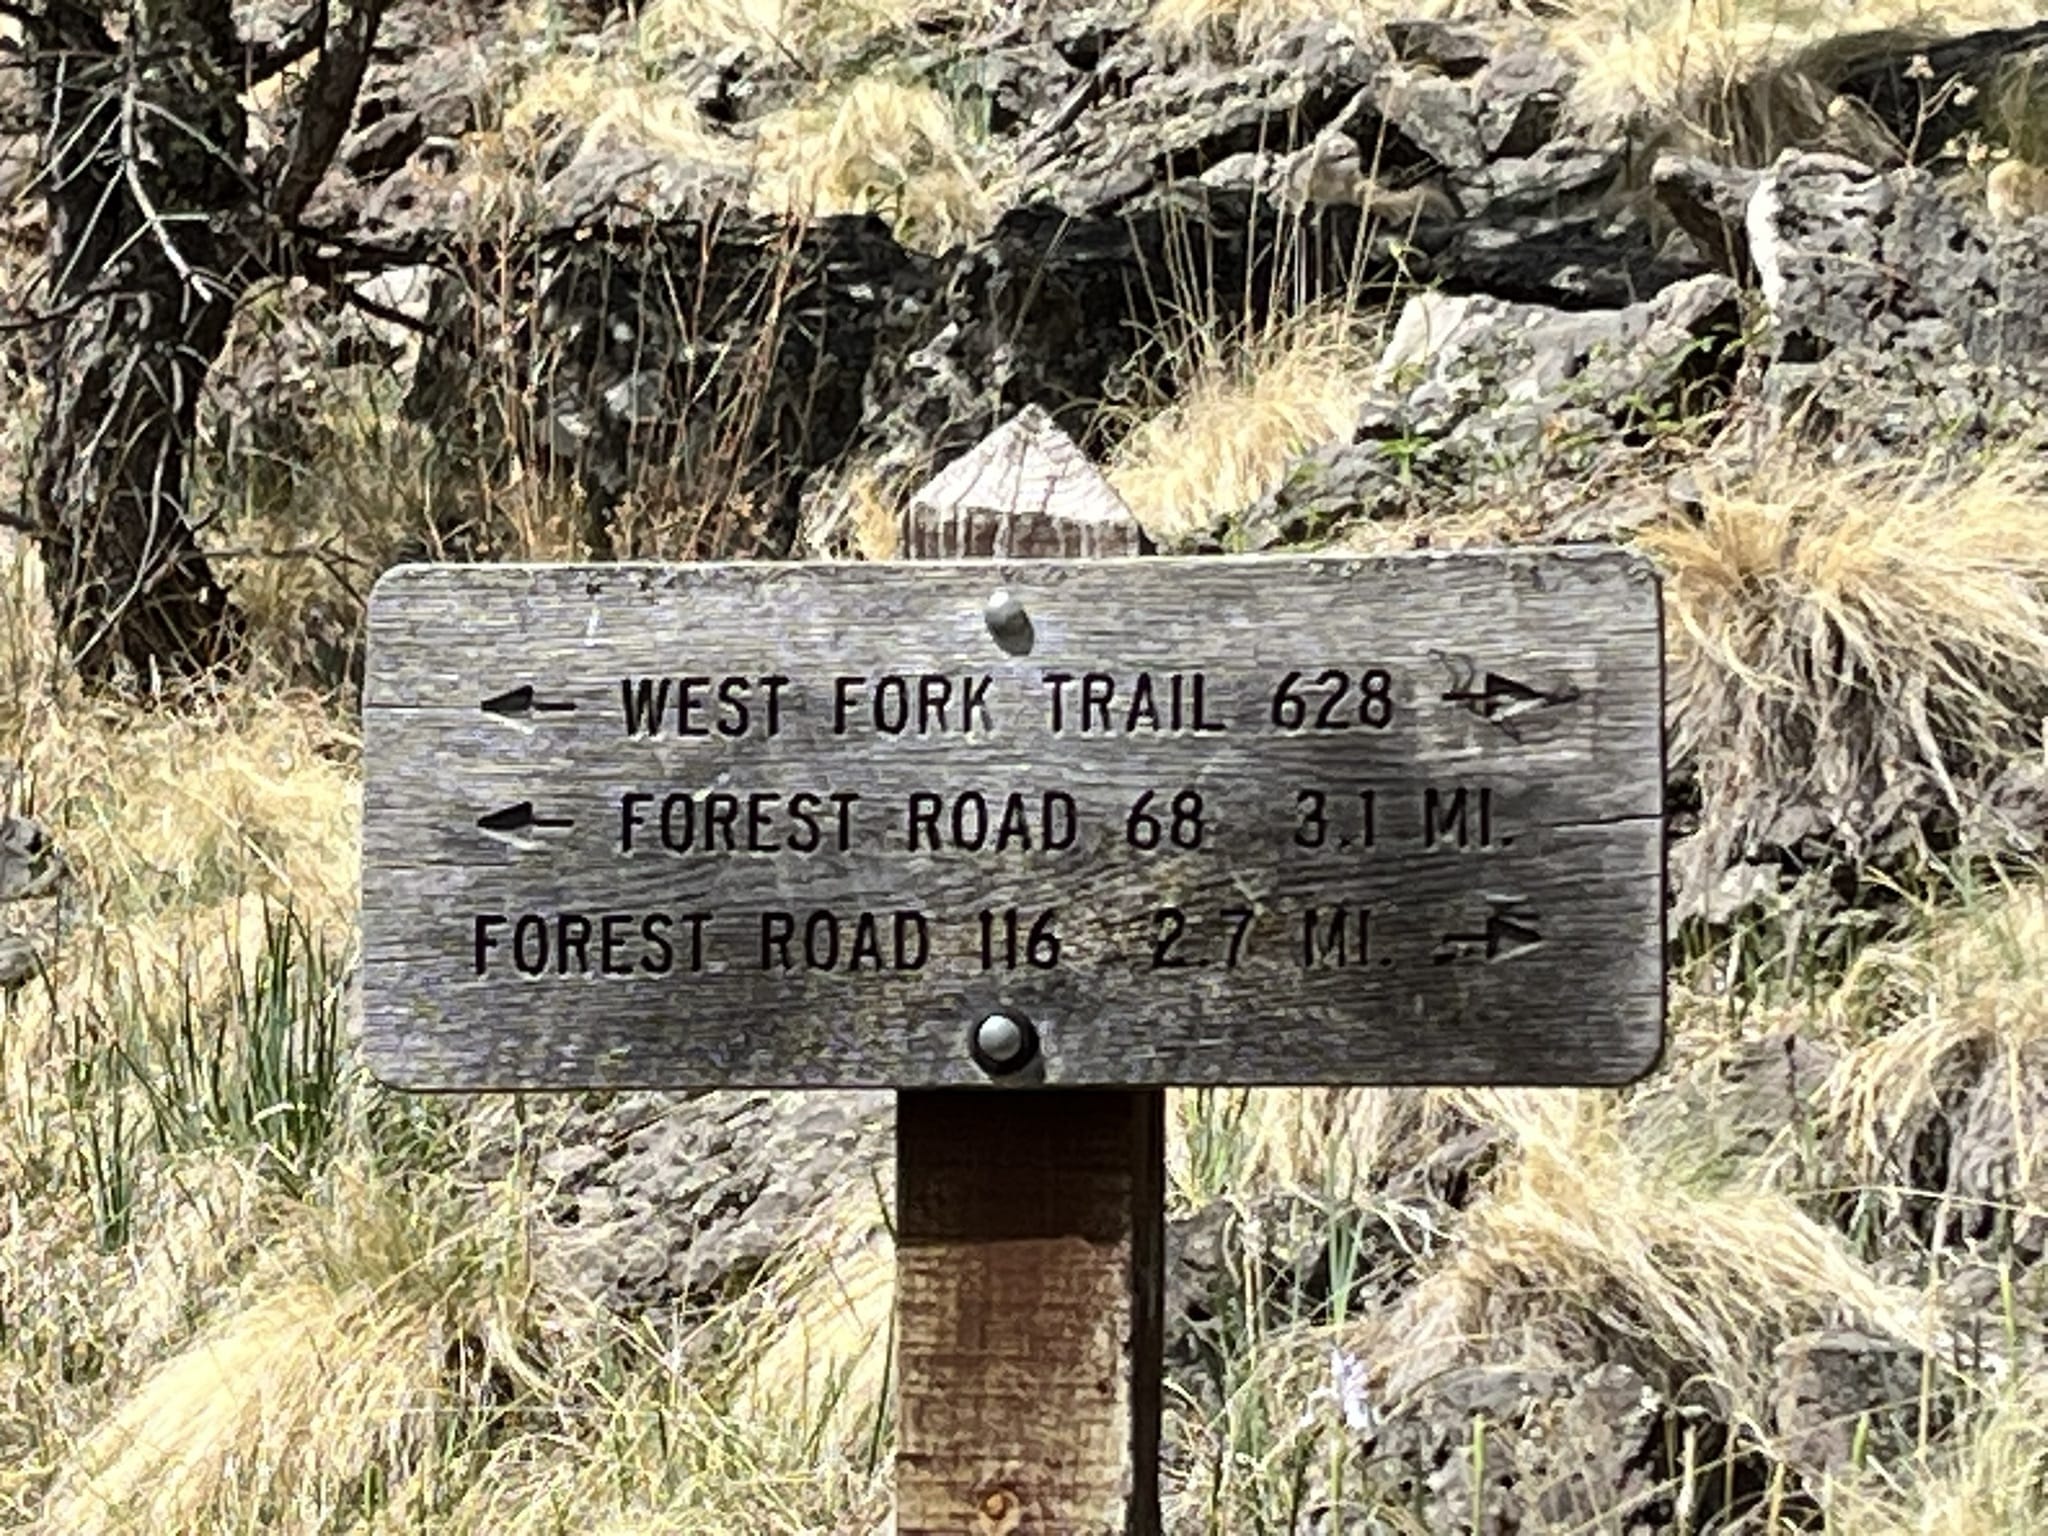 ← WEST FORK TRAIL 628 →
← FOREST ROAD 68 3.1 MI.
FOREST ROAD 116 2.7 MI. →